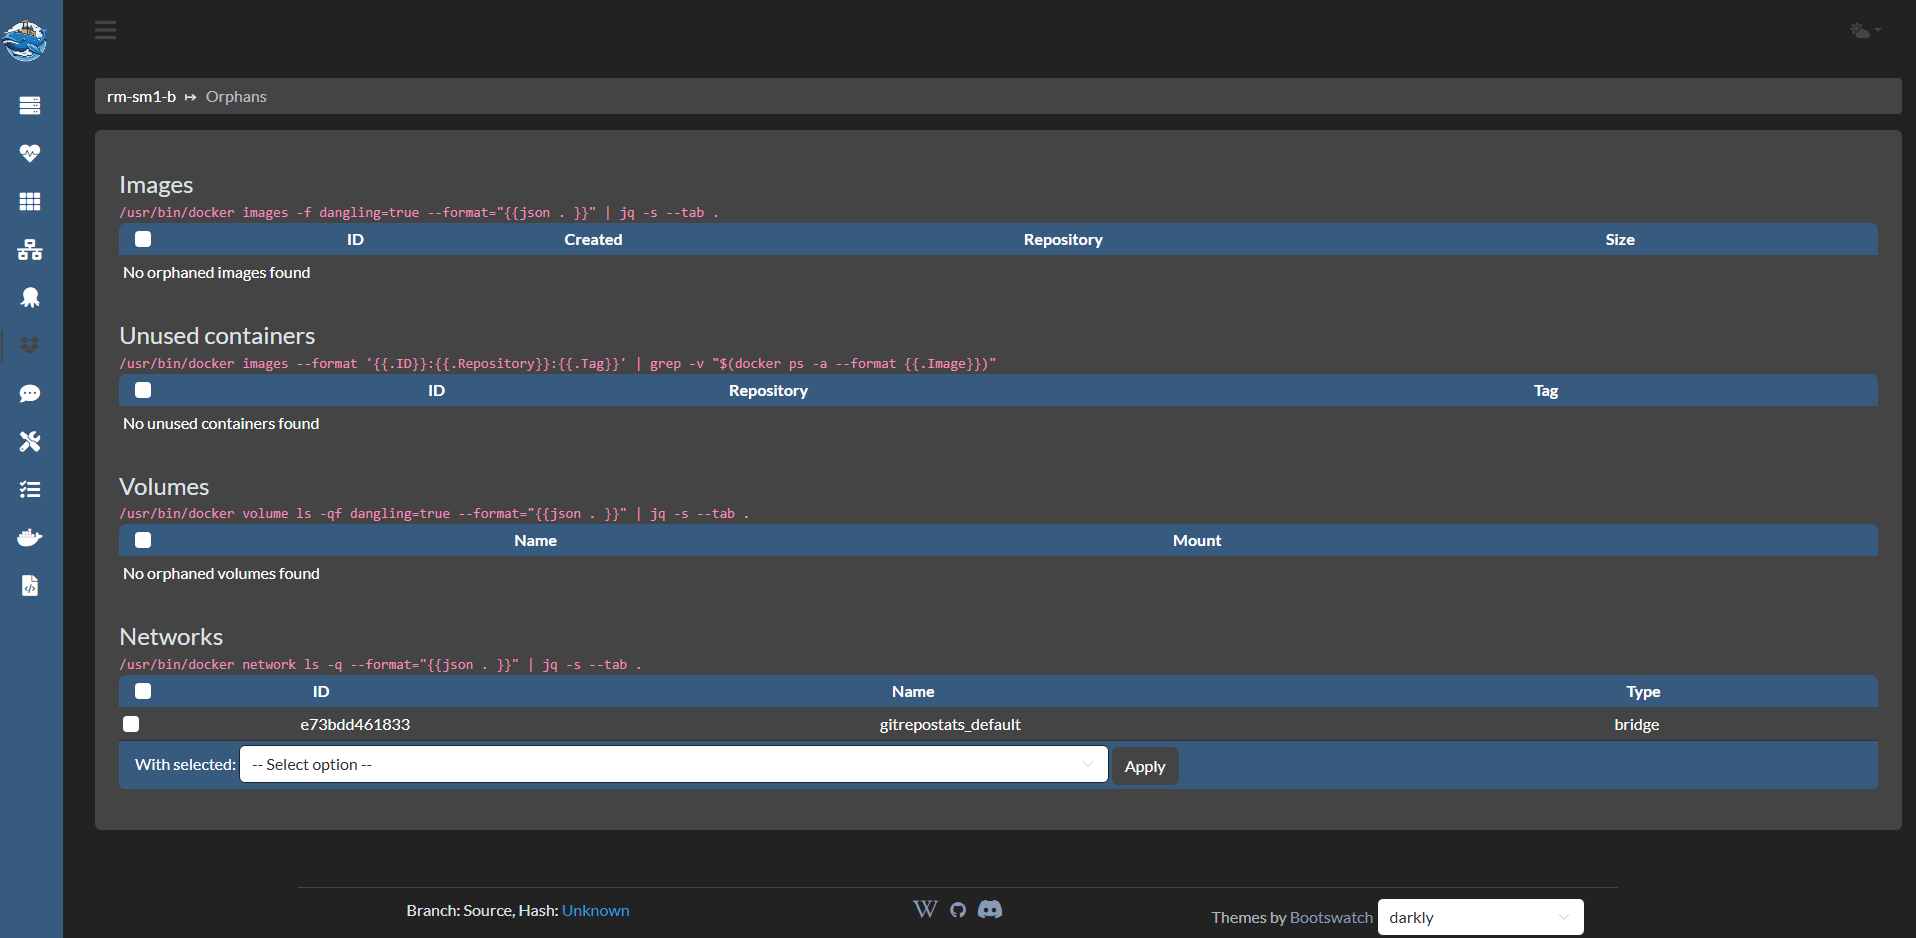 rm-sm1-b ↦ Orphans
Images
/usr/bin/docker images -f dangling=true --format="{{json . }}" | jq -s --tab .
ID Created Repository Size
No orphaned images found
Unused containers
/usr/bin/docker images --format '{{.ID}}:{{.Repository}}:{{.Tag}}' | grep -v "$(docker ps -a --format {{.Image}})"
ID Repository Tag
No unused containers found
Volumes
/usr/bin/docker volume ls -qf dangling=true --format="{{json . }}" | jq -s --tab .
Name Mount
No orphaned volumes found
Networks
/usr/bin/docker network ls -q --format="{{json . }}" | jq -s --tab .
ID Name Type
e73bdd461833 gitrepostats_default bridge
With selected: -- Select option -- Apply
Branch: Source, Hash: Unknown
W
Themes by Bootswatch darkly